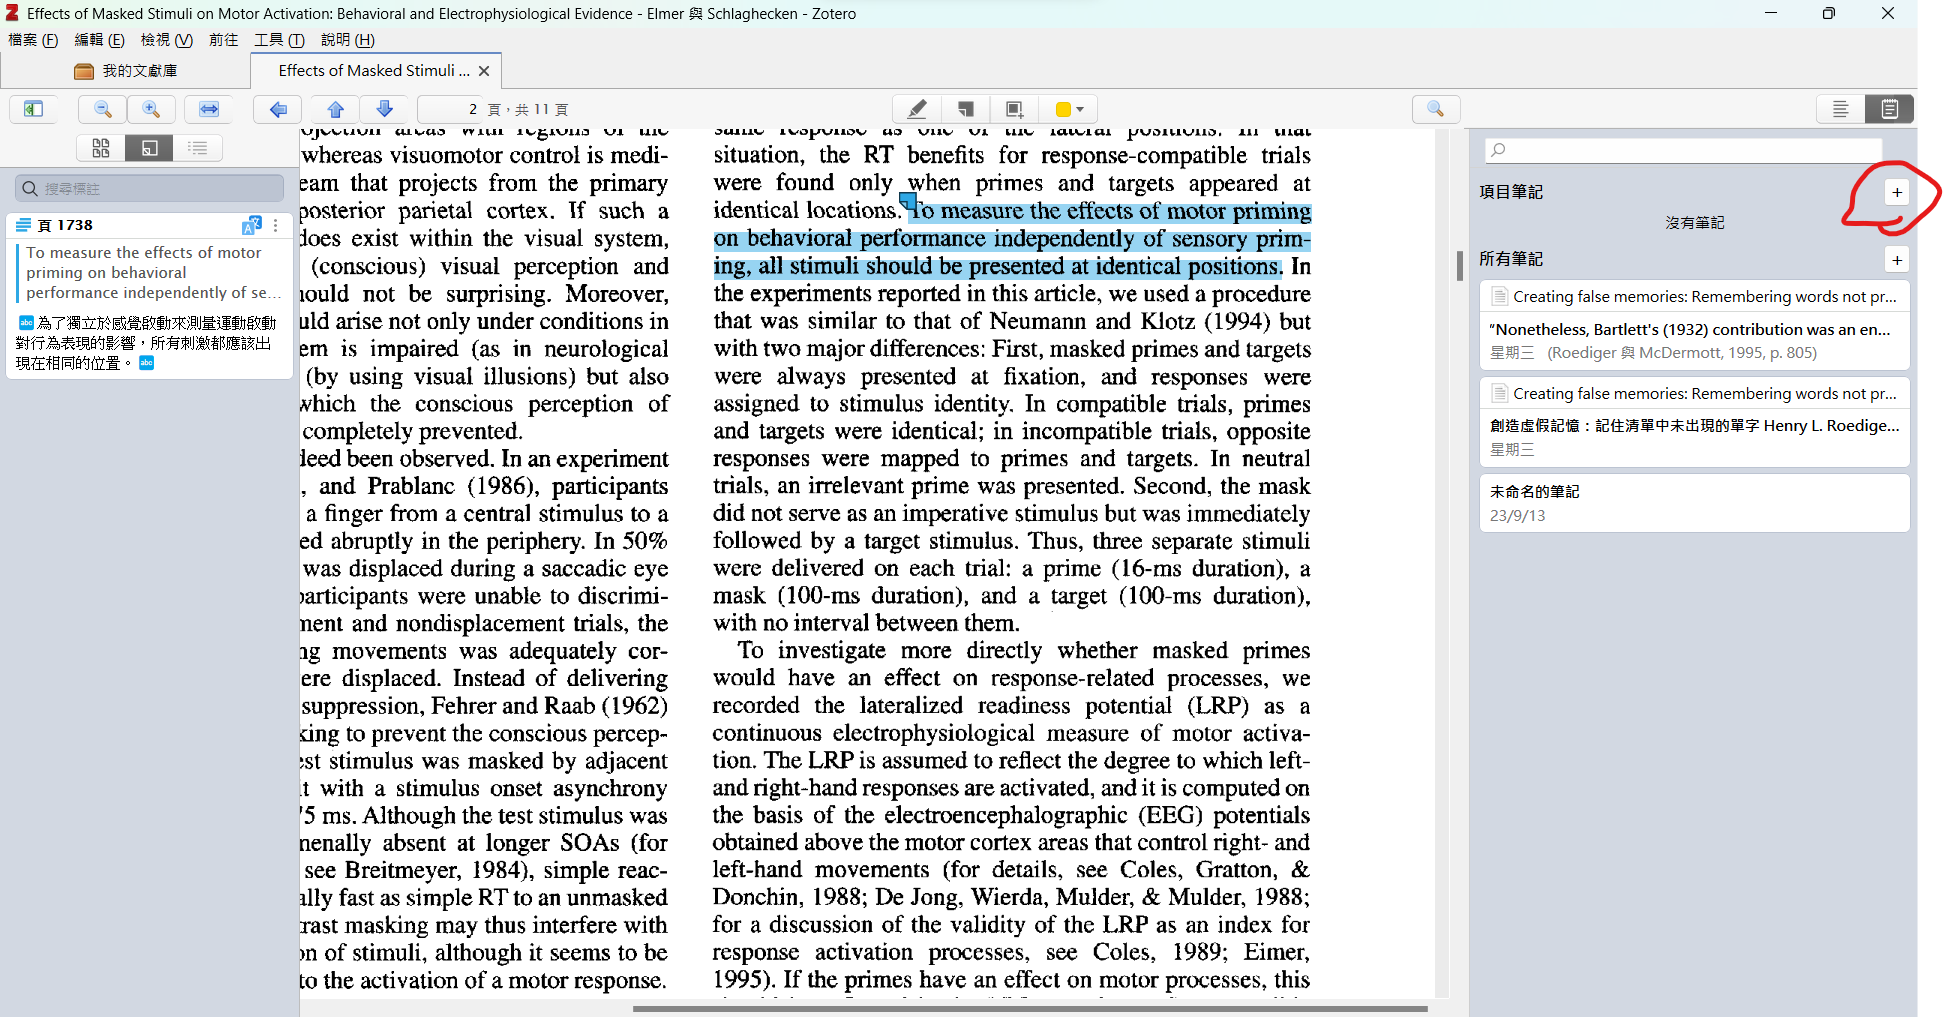 Effects of Masked Stimuli on Motor Activation: Behavioral and Electrophysiological Evidence - Elmer 與 Schlaghecken - Zotero
檔案 (F) 編輯 (E) 檢視 (V) 前往 工具 (T) 說明 (H)
我的文獻庫
Effects of Masked Stimuli ...
2 頁，共 11 頁
搜尋標註
頁 1738
To measure the effects of motor
priming on behavioral
performance independently of se...
為了獨立於感覺啟動來測量運動啟動
對行為表現的影響，所有刺激都應該出
現在相同的位置。
ojection areas with regions of the
whereas visuomotor control is medi-
eam that projects from the primary
posterior parietal cortex. If such a
does exist within the visual system,
(conscious) visual perception and
hould not be surprising. Moreover,
uld arise not only under conditions in
em is impaired (as in neurological
(by using visual illusions) but also
which the conscious perception of
completely prevented.
deed been observed. In an experiment
, and Prablanc (1986), participants
a finger from a central stimulus to a
ed abruptly in the periphery. In 50%
was displaced during a saccadic eye
participants were unable to discrimi-
ment and nondisplacement trials, the
ng movements was adequately cor-
ere displaced. Instead of delivering
suppression, Fehrer and Raab (1962)
king to prevent the conscious percep-
est stimulus was masked by adjacent
it with a stimulus onset asynchrony
75 ms. Although the test stimulus was
menally absent at longer SOAs (for
see Breitmeyer, 1984), simple reac-
ally fast as simple RT to an unmasked
trast masking may thus interfere with
on of stimuli, although it seems to be
to the activation of a motor response.
same response as one of the lateral positions. In that
situation, the RT benefits for response-compatible trials
were found only when primes and targets appeared at
identical locations. To measure the effects of motor priming
on behavioral performance independently of sensory prim-
ing, all stimuli should be presented at identical positions. In
the experiments reported in this article, we used a procedure
that was similar to that of Neumann and Klotz (1994) but
with two major differences: First, masked primes and targets
were always presented at fixation, and responses were
assigned to stimulus identity. In compatible trials, primes
and targets were identical; in incompatible trials, opposite
responses were mapped to primes and targets. In neutral
trials, an irrelevant prime was presented. Second, the mask
did not serve as an imperative stimulus but was immediately
followed by a target stimulus. Thus, three separate stimuli
were delivered on each trial: a prime (16-ms duration), a
mask (100-ms duration), and a target (100-ms duration),
with no interval between them.
To investigate more directly whether masked primes
would have an effect on response-related processes, we
recorded the lateralized readiness potential (LRP) as a
continuous electrophysiological measure of motor activa-
tion. The LRP is assumed to reflect the degree to which left-
and right-hand responses are activated, and it is computed on
the basis of the electroencephalographic (EEG) potentials
obtained above the motor cortex areas that control right- and
left-hand movements (for details, see Coles, Gratton, &
Donchin, 1988; De Jong, Wierda, Mulder, & Mulder, 1988;
for a discussion of the validity of the LRP as an index for
response activation processes, see Coles, 1989; Eimer,
1995). If the primes have an effect on motor processes, this
項目筆記
沒有筆記
所有筆記
Creating false memories: Remembering words not pr...
“Nonetheless, Bartlett's (1932) contribution was an en...
星期三 (Roediger 與 McDermott, 1995, p. 805)
Creating false memories: Remembering words not pr...
創造虛假記憶：記住清單中未出現的單字 Henry L. Roedige...
星期三
未命名的筆記
23/9/13